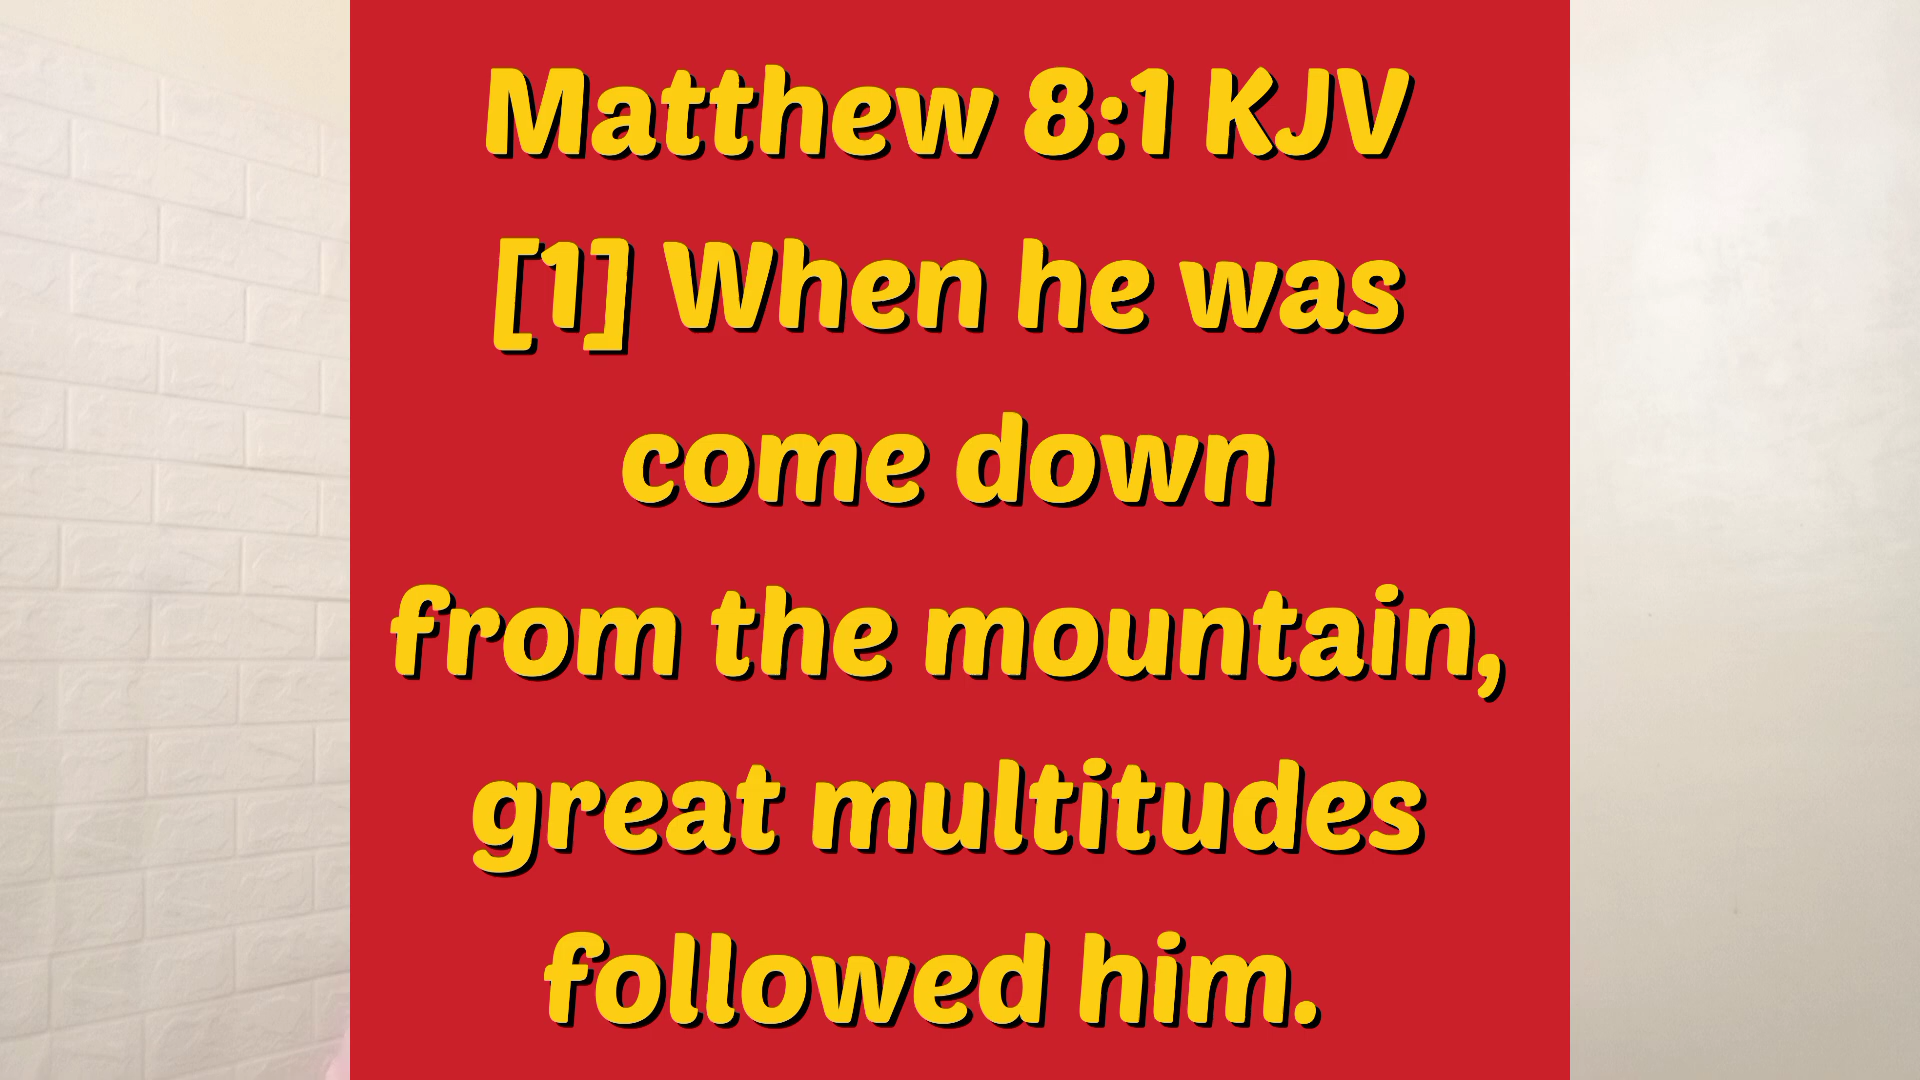 Matthew 8:1 KJV
[1] When he was
come down
from the mountain,
great multitudes
followed him.